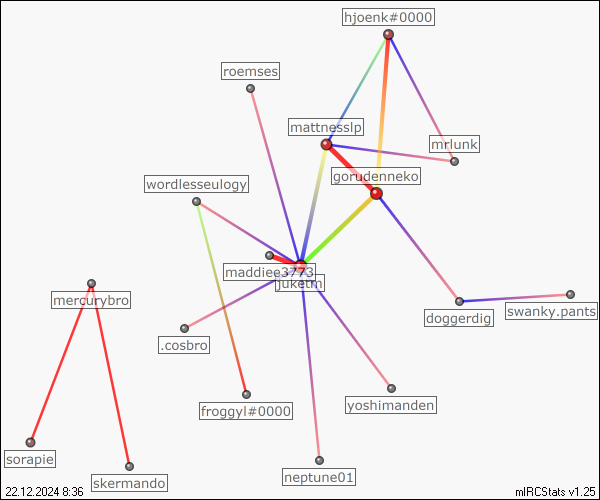 hjoenk#0000
roemses
mattnesslp
mrlunk
gorudenneko
wordlesseulogy
maddiee3773
juketm
mercurybro
swanky.pants
doggerdig
.cosbro
yoshimanden
froggyl#0000
sorapie
neptune01
skermando
22.12.2024 8:36
mIRCStats v1.25